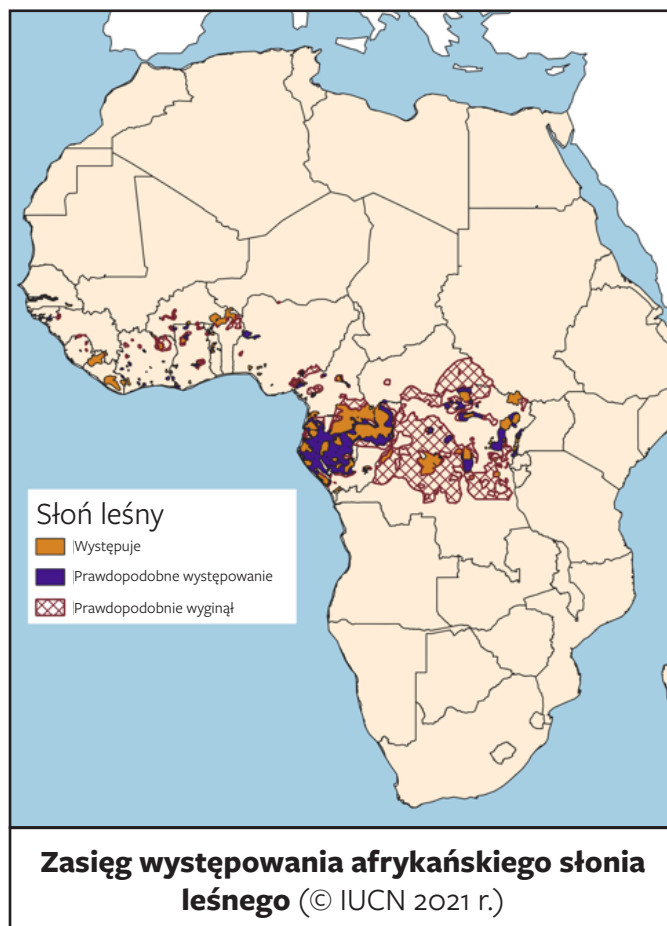 Słoń leśny
Występuje
Prawdopodobne występowanie
Prawdopodobnie wyginął
Zasięg występowania afrykańskiego słonia
leśnego (© IUCN 2021 r.)